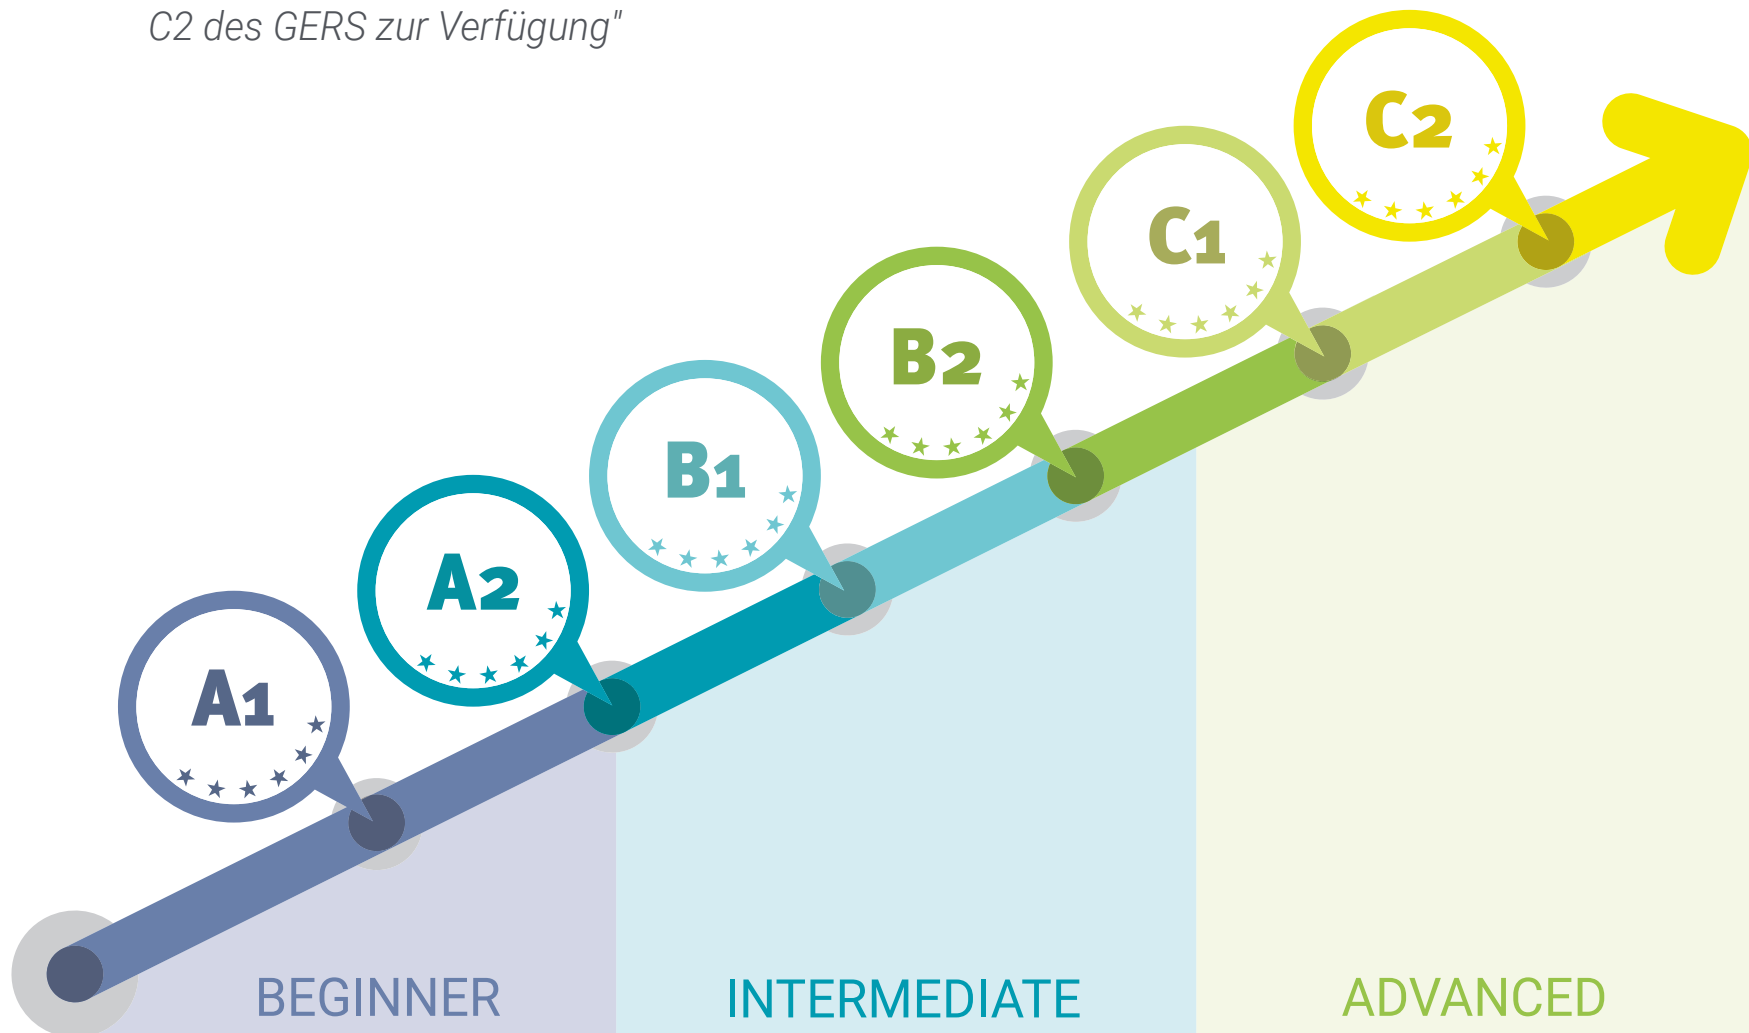 C2 des GERS zur Verfügung"
C2
C1
B2
B1
A2
A1
BEGINNER
INTERMEDIATE
ADVANCED